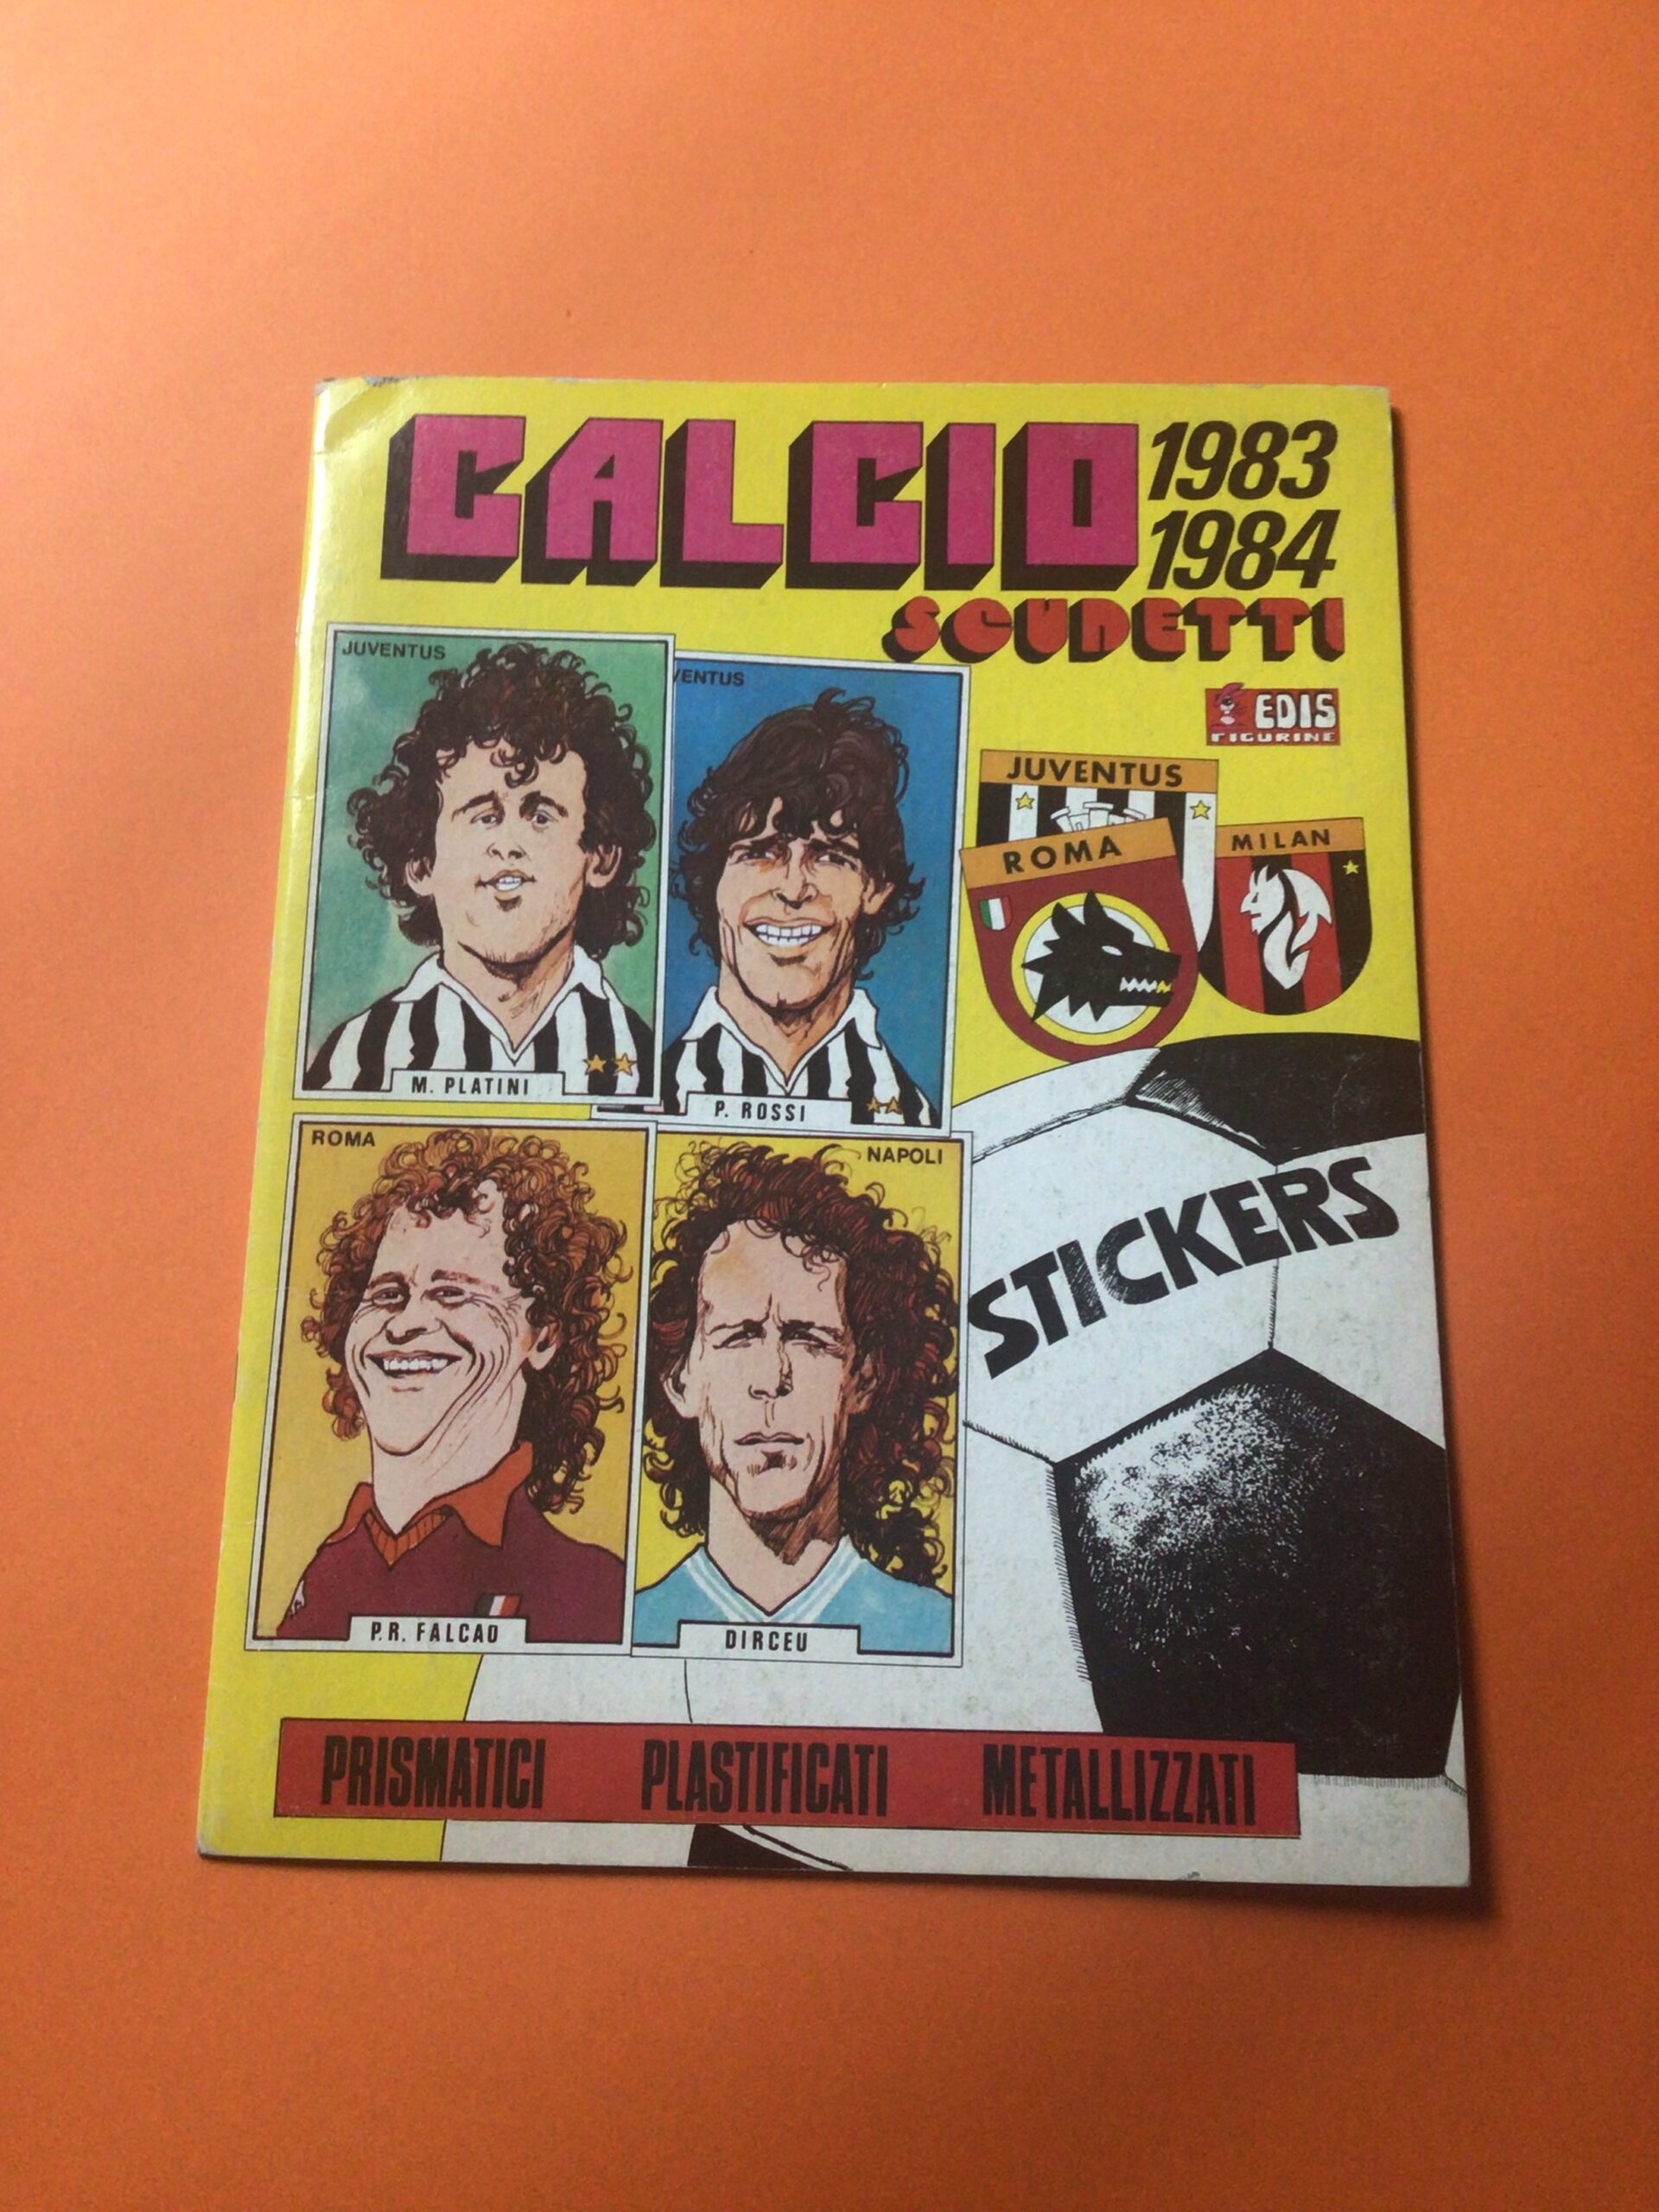 CALCIO
1983
1984
SCUDETTI
EDIS
FIGURINE
JUVENTUS
VENTUS
JUVENTUS
ROMA
MILAN
M. PLATINI
P. ROSSI
ROMA
NAPOLI
STICKERS
P.R. FALCAO
DIRCEU
PRISMATICI PLASTIFICATI METALLIZZATI